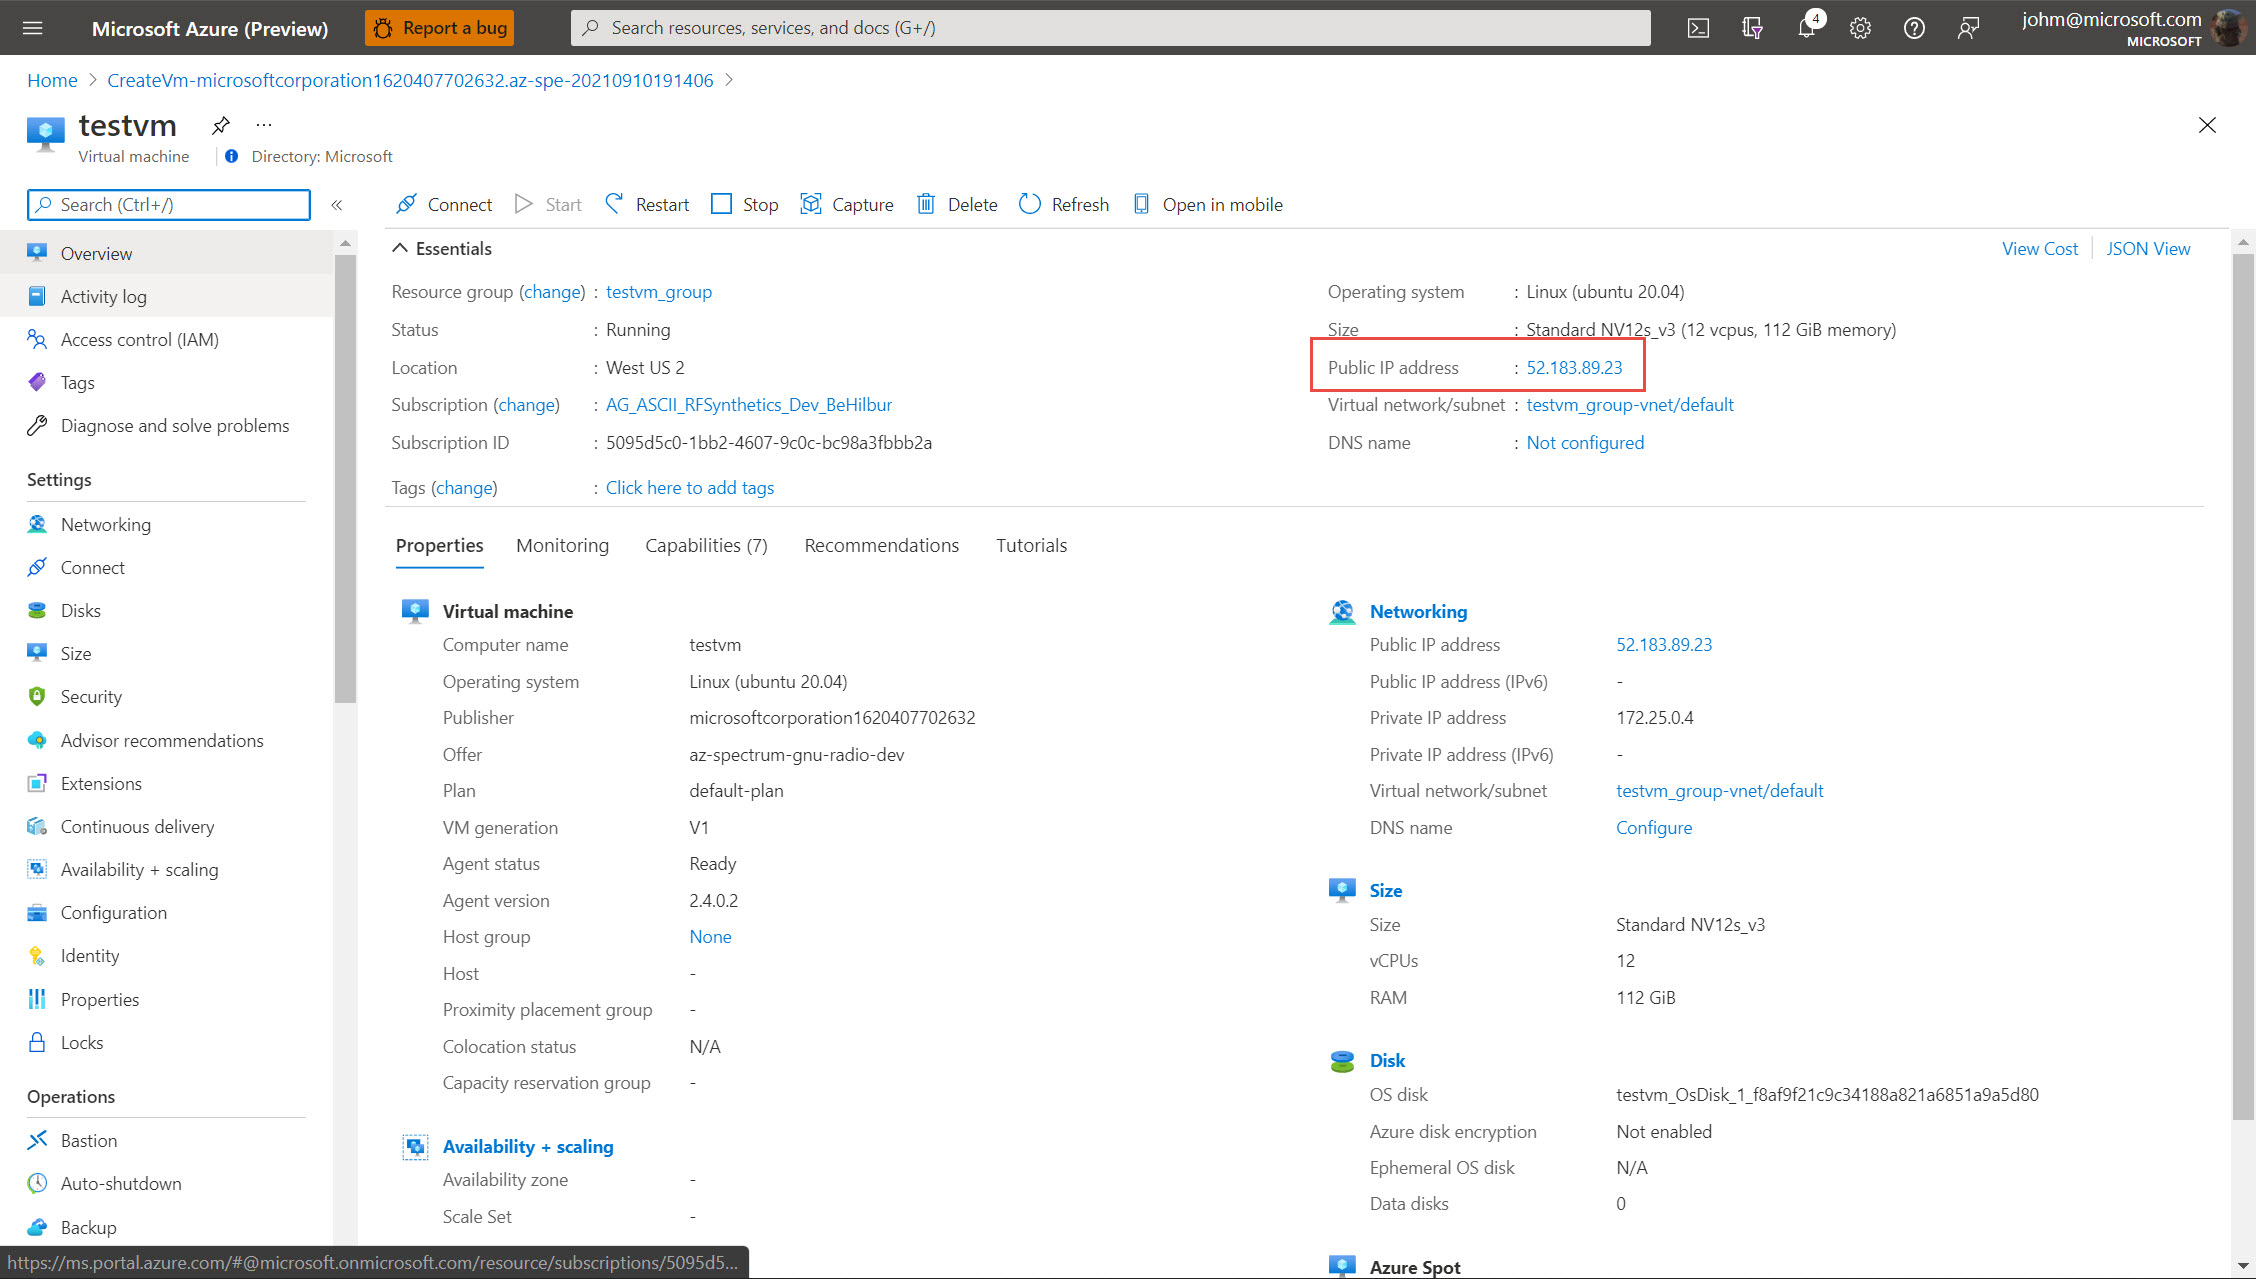 Microsoft Azure (Preview)
Report a bug
Search resources, services, and docs (G+/)
4
johm@microsoft.com
MICROSOFT
Home > CreateVm-microsoftcorporation1620407702632.az-spe-20210910191406 >
testvm
...
Virtual machine
Directory: Microsoft
Search (Ctrl+/)
«
Connect
Start
Restart
Stop
Capture
Delete
Refresh
Open in mobile
Overview
Activity log
Access control (IAM)
Tags
Diagnose and solve problems
Settings
Networking
Connect
Disks
Size
Security
Advisor recommendations
Extensions
Continuous delivery
Availability + scaling
Configuration
Identity
Properties
Locks
Operations
Bastion
Auto-shutdown
Backup
https://ms.portal.azure.com/#@microsoft.onmicrosoft.com/resource/subscriptions/5095d5...
Essentials
View Cost
JSON View
Resource group (change) : testvm_group
Status : Running
Location : West US 2
Subscription (change) : AG_ASCII_RFSynthetics_Dev_BeHilbur
Subscription ID : 5095d5c0-1bb2-4607-9c0c-bc98a3fbbb2a
Tags (change) : Click here to add tags
Operating system : Linux (ubuntu 20.04)
Size : Standard NV12s_v3 (12 vcpus, 112 GiB memory)
Public IP address : 52.183.89.23
Virtual network/subnet : testvm_group-vnet/default
DNS name : Not configured
Properties
Monitoring
Capabilities (7)
Recommendations
Tutorials
Virtual machine
Computer name testvm
Operating system Linux (ubuntu 20.04)
Publisher microsoftcorporation1620407702632
Offer az-spectrum-gnu-radio-dev
Plan default-plan
VM generation V1
Agent status Ready
Agent version 2.4.0.2
Host group None
Host -
Proximity placement group -
Colocation status N/A
Capacity reservation group -
Availability + scaling
Availability zone -
Scale Set -
Networking
Public IP address 52.183.89.23
Public IP address (IPv6) -
Private IP address 172.25.0.4
Private IP address (IPv6) -
Virtual network/subnet testvm_group-vnet/default
DNS name Configure
Size
Size Standard NV12s_v3
vCPUs 12
RAM 112 GiB
Disk
OS disk testvm_OsDisk_1_f8af9f21c9c34188a821a6851a9a5d80
Azure disk encryption Not enabled
Ephemeral OS disk N/A
Data disks 0
Azure Spot